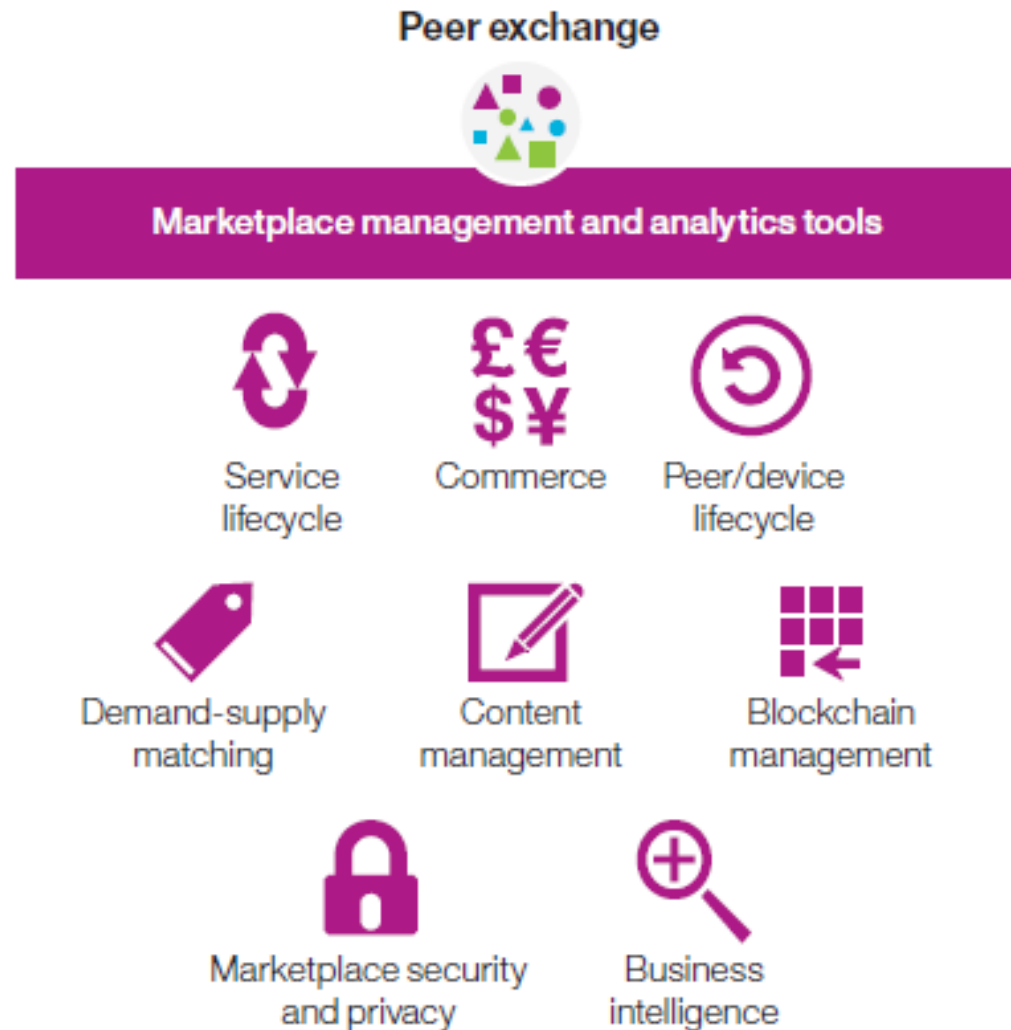 Peer exchange
Marketplace management and analytics tools
£ €
$ ¥
Service
lifecycle
Commerce
Peer/device
lifecycle
Demand-supply
matching
Content
management
Blockchain
management
Marketplace security
and privacy
Business
intelligence